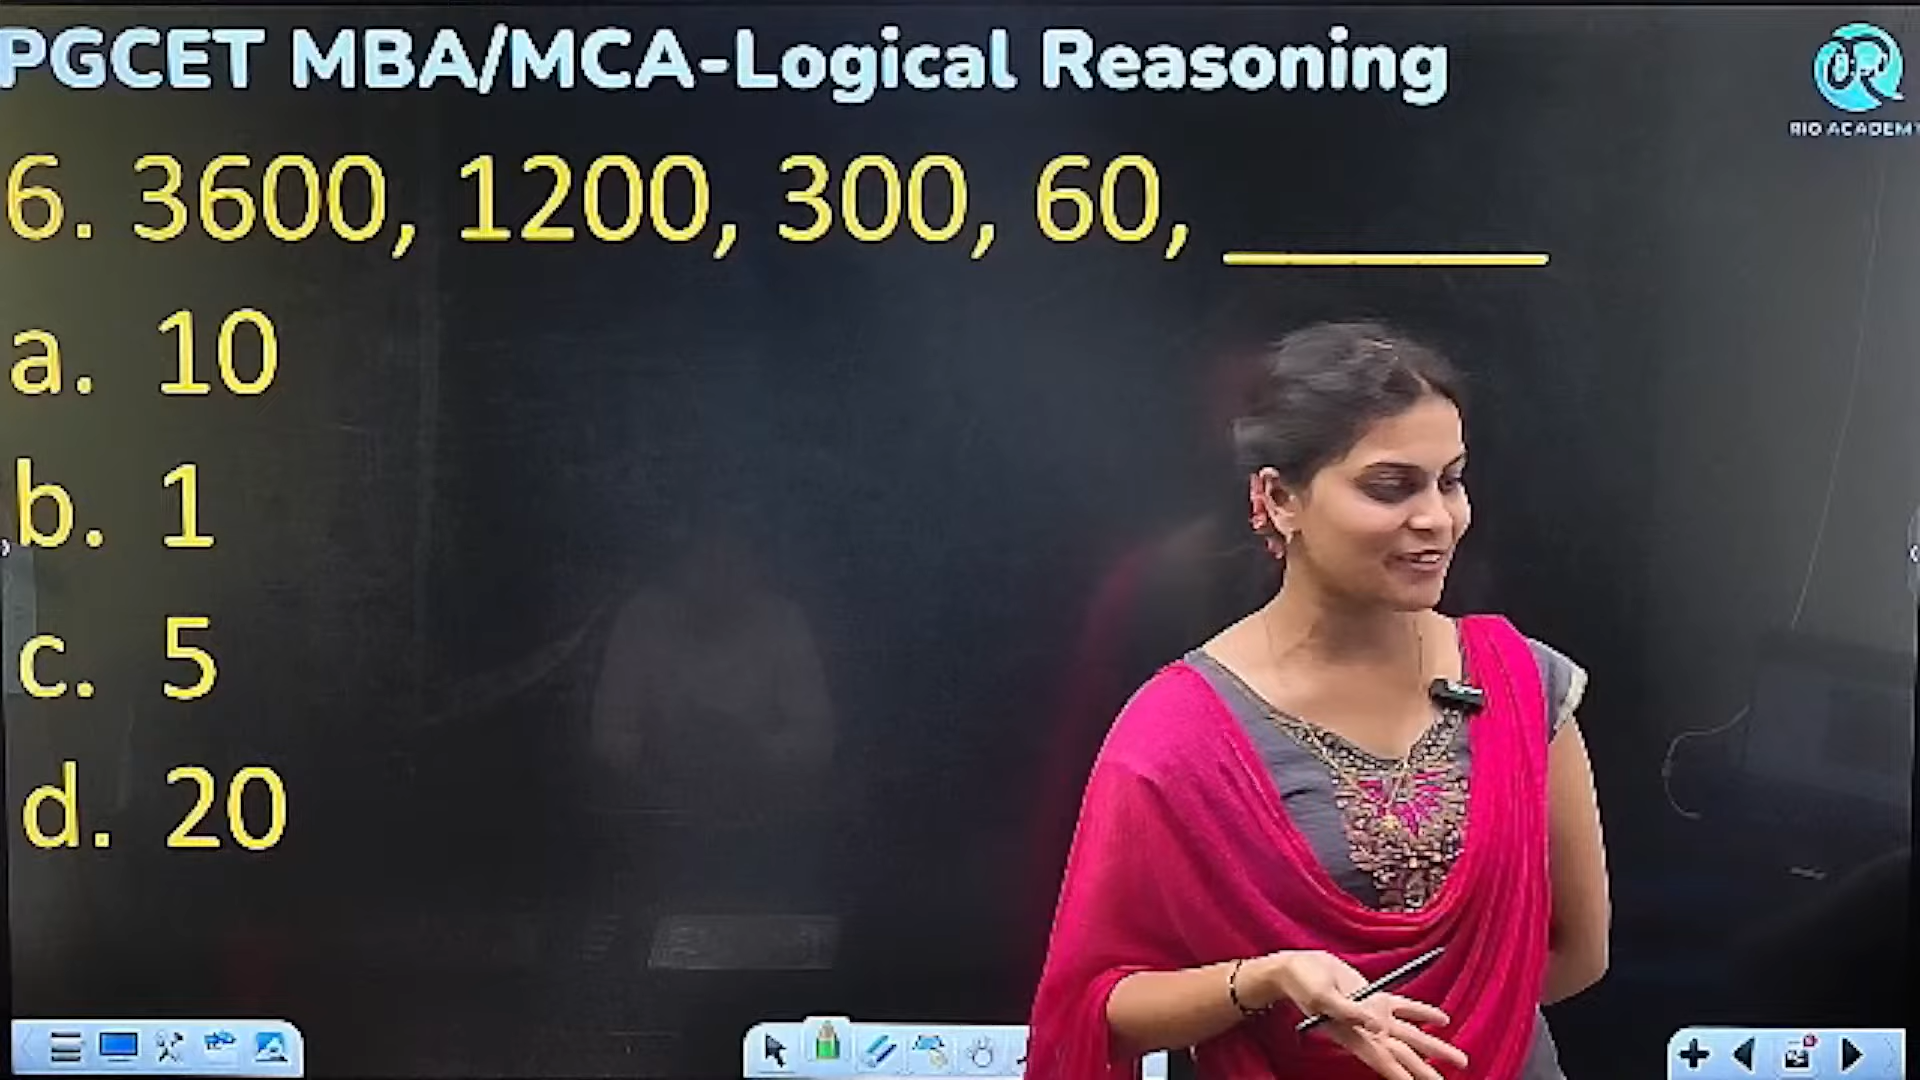 PGCET MBA/MCA-Logical Reasoning
RIO ACADEMY
6. 3600, 1200, 300, 60, ______
a. 10
b. 1
c. 5
d. 20